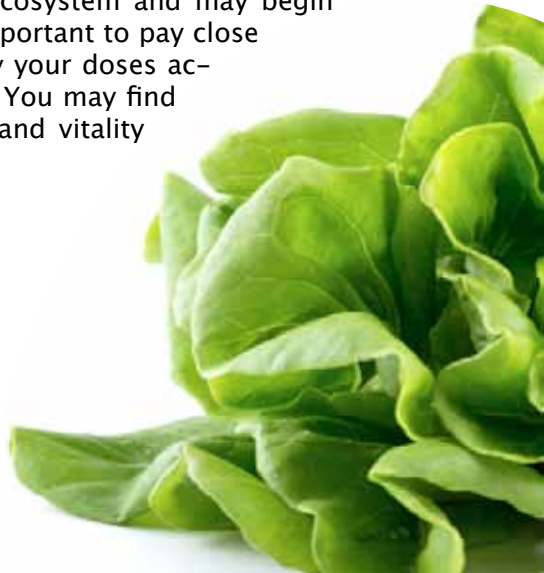 cosystem and may begin
portant to pay close
y your doses ac-
You may find
and vitality